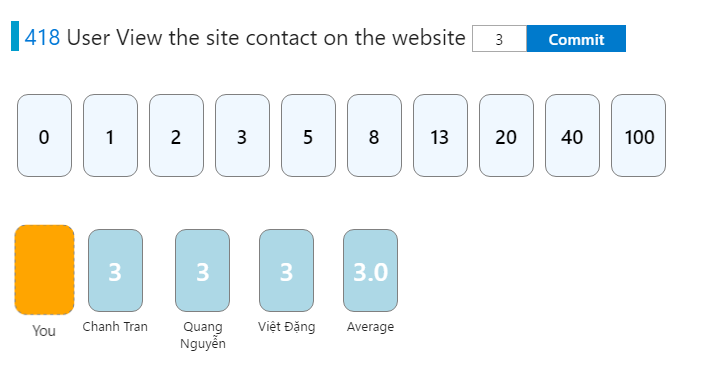 418 User View the site contact on the website 3 Commit
0 1 2 3 5 8 13 20 40 100
3 3 3 3.0
You Chanh Tran Quang Việt Đặng Average
Nguyễn